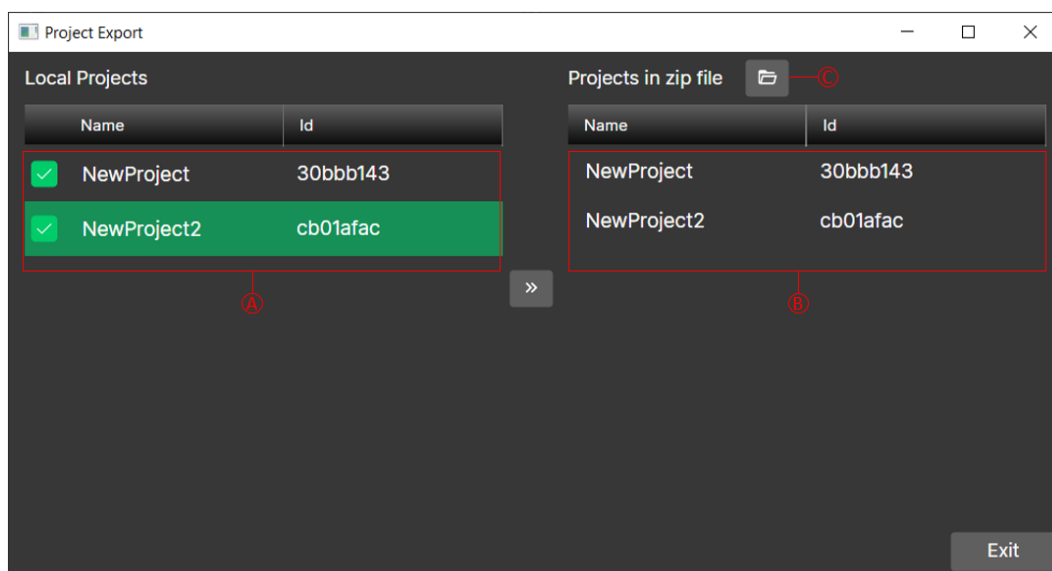 Project Export
Local Projects
Name Id
NewProject 30bbb143
NewProject2 cb01afac
Ⓐ
»
Projects in zip file Ⓒ
Name Id
NewProject 30bbb143
NewProject2 cb01afac
Ⓑ
Exit